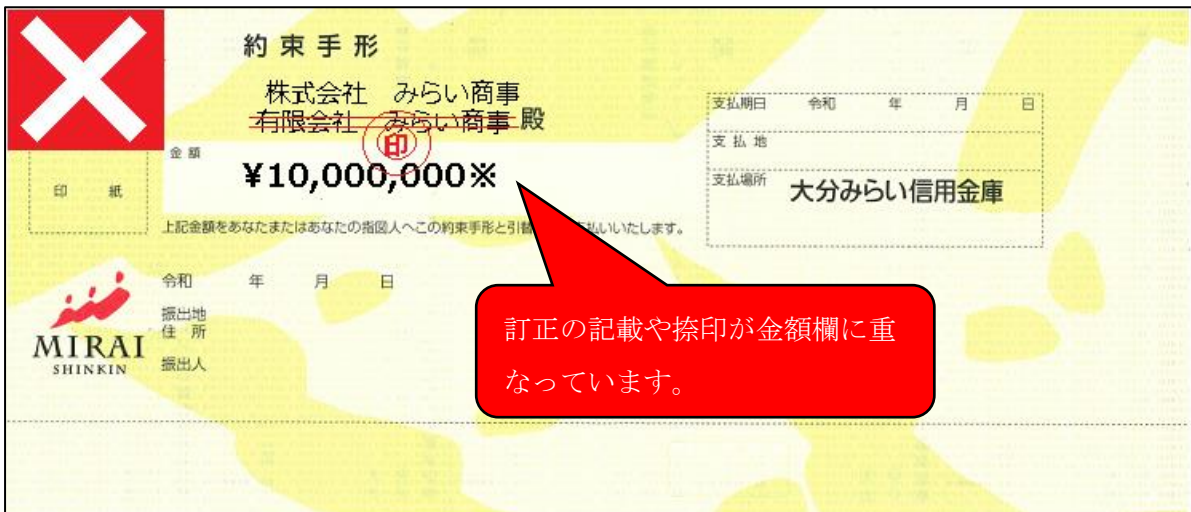 約束手形
株式会社 みらい商事
有限会社 みらい商事 殿
印
金額
¥10,000,000※
印 紙
上記金額をあなたまたはあなたの指図人へこの約束手形と引替 支払いいたします。
支払期日 令和 年 月 日
支払地
支払場所 大分みらい信用金庫
令和 年 月 日
振出地
住所
振出人
MIRAI
SHINKIN
訂正の記載や捺印が金額欄に重
なっています。